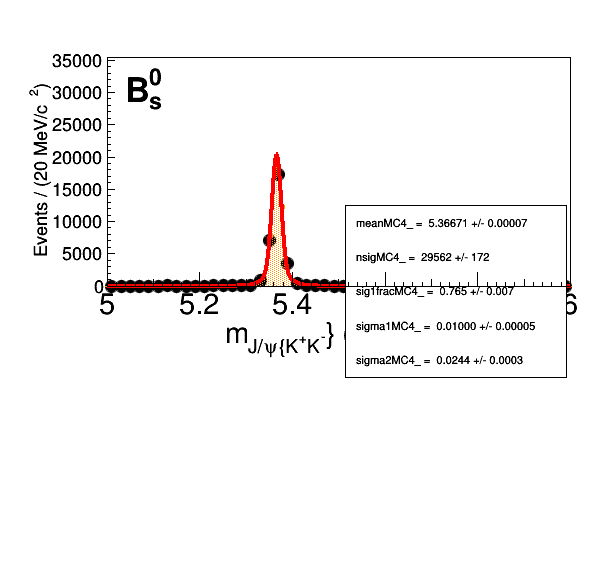 35000
30000
25000
20000
15000
10000
5000
0
Events / (20 MeV/c 2)
B0s
meanMC4_ = 5.36671 +/- 0.00007
nsigMC4_ = 29562 +/- 172
sig1fracMC4_ = 0.765 +/- 0.007
sigma1MC4_ = 0.01000 +/- 0.00005
sigma2MC4_ = 0.0244 +/- 0.0003
5 5.2 5.4 6
mJ/ψ{K+K-}